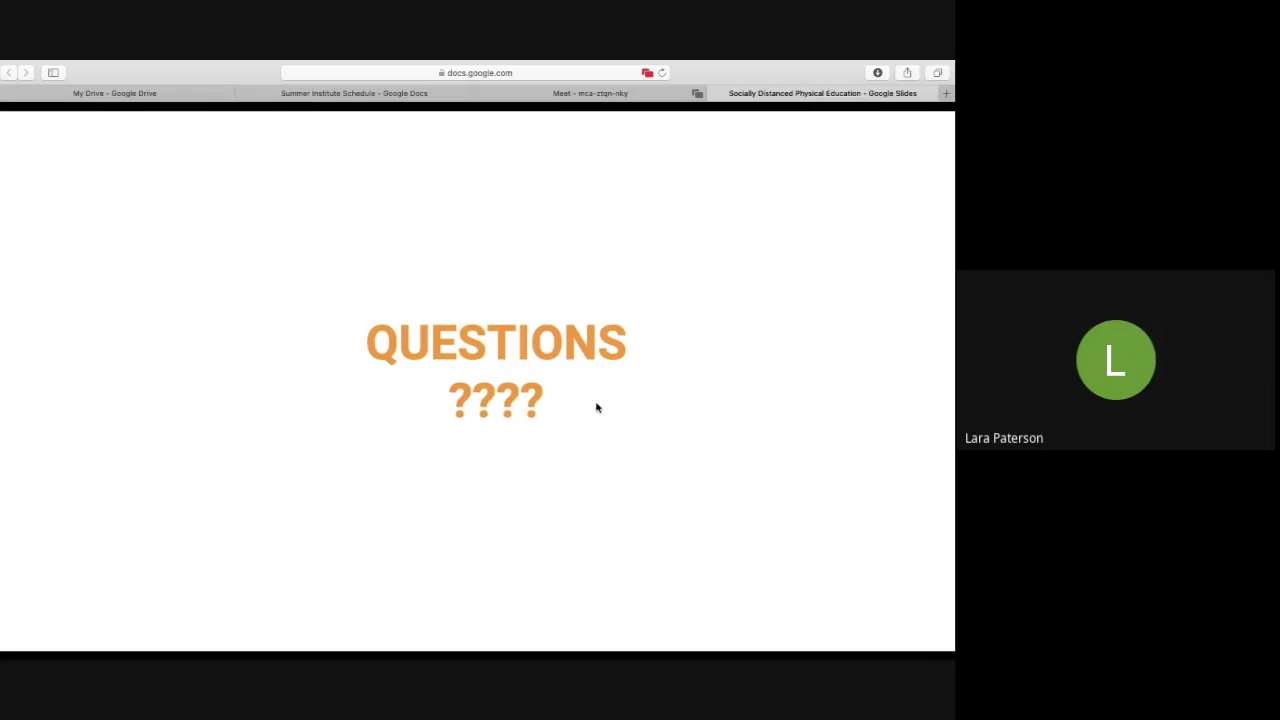 docs.google.com
My Drive - Google Drive
Summer Institute Schedule - Google Docs
Meet - mca-ztqn-nky
Socially Distanced Physical Education - Google Slides
QUESTIONS
????
L
Lara Paterson